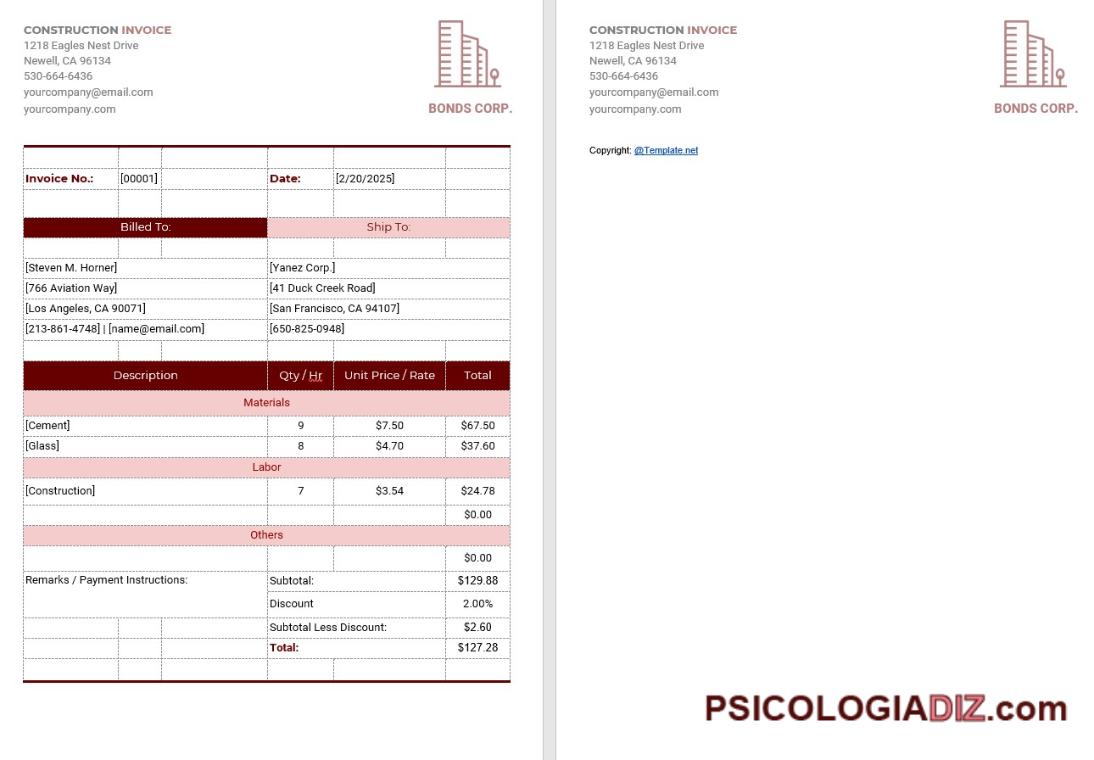 CONSTRUCTION INVOICE
1218 Eagles Nest Drive
Newell, CA 96134
530-664-6436
yourcompany@email.com
yourcompany.com
BONDS CORP.
Invoice No.: [00001] Date: [2/20/2025]
Billed To: Ship To:
[Steven M. Horner] [Yanez Corp.]
[766 Aviation Way] [41 Duck Creek Road]
[Los Angeles, CA 90071] [San Francisco, CA 94107]
[213-861-4748] | [name@email.com] [650-825-0948]
Description Qty / Hr Unit Price / Rate Total
Materials
[Cement] 9 $7.50 $67.50
[Glass] 8 $4.70 $37.60
Labor
[Construction] 7 $3.54 $24.78
$0.00
Others
$0.00
Remarks / Payment Instructions: Subtotal: $129.88
Discount 2.00%
Subtotal Less Discount: $2.60
Total: $127.28
CONSTRUCTION INVOICE
1218 Eagles Nest Drive
Newell, CA 96134
530-664-6436
yourcompany@email.com
yourcompany.com
BONDS CORP.
Copyright: @Template.net
PSICOLOGIADIZ.com